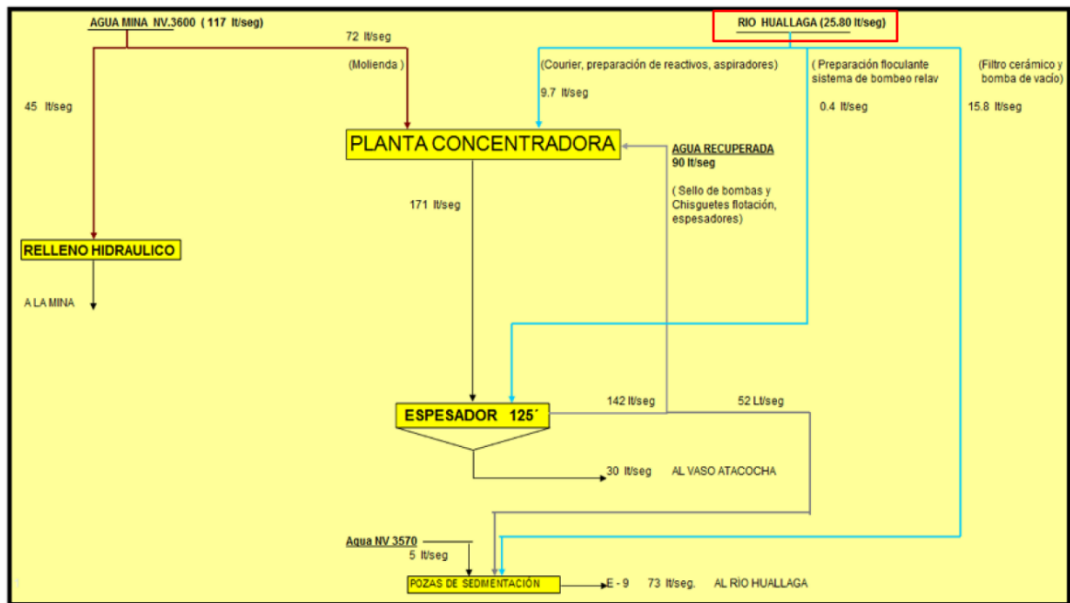 AGUA MINA NV.3600 ( 117 lt/seg)
RIO HUALLAGA (25.80 lt/seg)
72 lt/seg
(Molienda )
(Courier, preparación de reactivos, aspiradores)
9.7 lt/seg
( Preparación floculante
sistema de bombeo relav
0.4 lt/seg
(Filtro cerámico y
bomba de vacío)
15.8 lt/seg
45 lt/seg
PLANTA CONCENTRADORA
AGUA RECUPERADA
90 lt/seg
( Sello de bombas y
Chisguetes flotación,
espesadores)
171 lt/seg
RELLENO HIDRAULICO
A LA MINA
ESPESADOR 125´
142 lt/seg
52 Lt/seg
30 lt/seg AL VASO ATACOCHA
Agua NV 3570
5 lt/seg
POZAS DE SEDIMENTACIÓN
E - 9 73 lt/seg. AL RÍO HUALLAGA
1